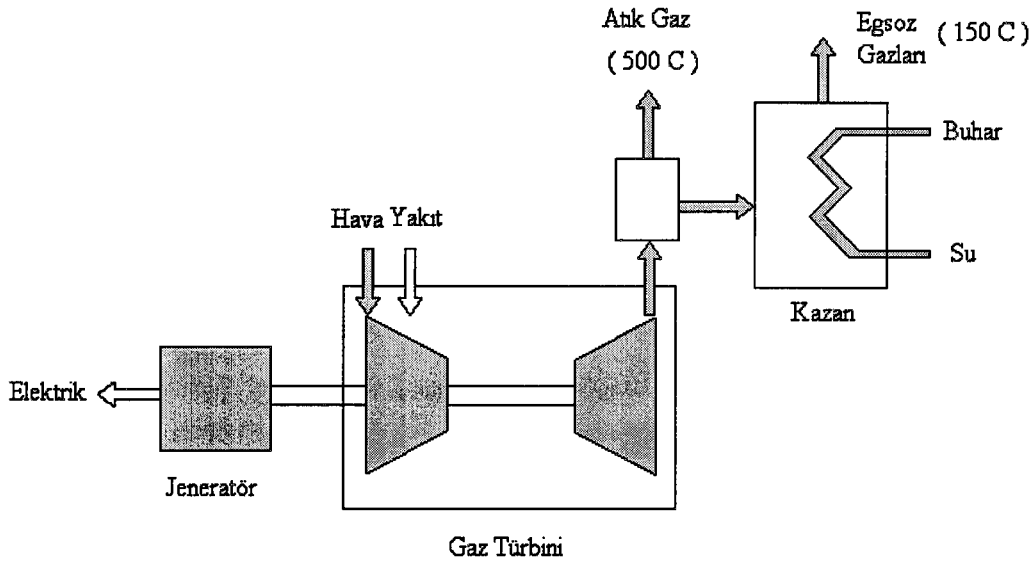 Atık Gaz
( 500 C )
Egsoz ( 150 C )
Gazları
Buhar
Su
Kazan
Hava Yakıt
Elektrik
Jeneratör
Gaz Türbini